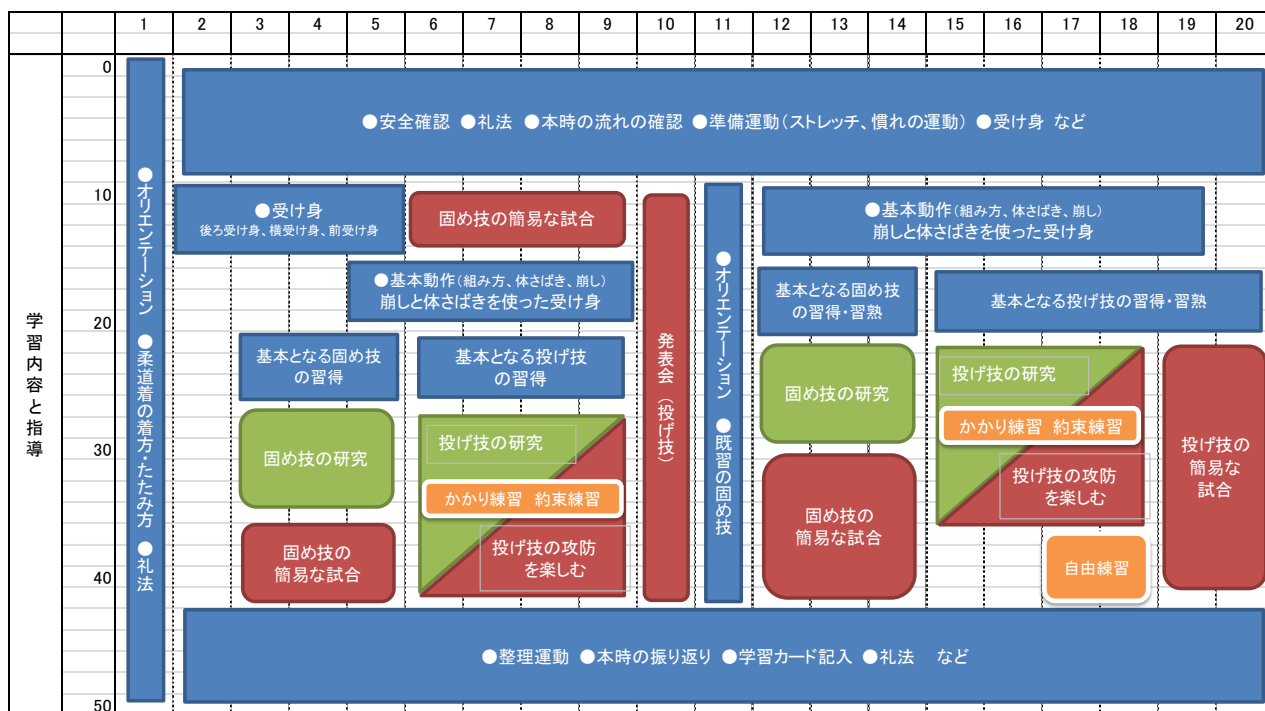 1 2 3 4 5 6 7 8 9 10 11 12 13 14 15 16 17 18 19 20
学習内容と指導
0
10
20
30
40
50
●オリエンテーション ●柔道着の着方・たたみ方 ●礼法
●安全確認 ●礼法 ●本時の流れの確認 ●準備運動(ストレッチ、慣れの運動) ●受け身 など
●受け身
後ろ受け身、横受け身、前受け身
固め技の簡易な試合
●基本動作(組み方、体さばき、崩し)
崩しと体さばきを使った受け身
基本となる固め技
の習得
基本となる投げ技
の習得
固め技の研究
固め技の
簡易な試合
投げ技の研究
かかり練習 約束練習
投げ技の攻防
を楽しむ
発表会(投げ技)
●オリエンテーション ●既習の固め技
●基本動作(組み方、体さばき、崩し)
崩しと体さばきを使った受け身
基本となる固め技
の習得・習熟
基本となる投げ技の習得・習熟
固め技の研究
固め技の
簡易な試合
投げ技の研究
かかり練習 約束練習
投げ技の攻防
を楽しむ
自由練習
投げ技の
簡易な
試合
●整理運動 ●本時の振り返り ●学習カード記入 ●礼法 など